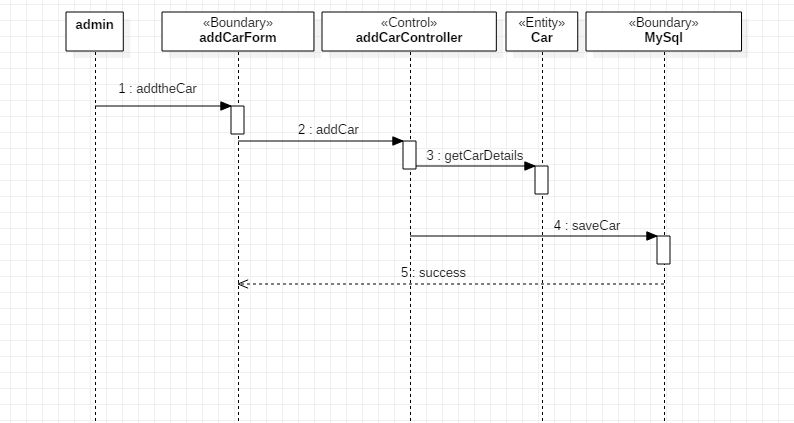 admin
«Boundary»
addCarForm
«Control»
addCarController
«Entity»
Car
«Boundary»
MySql
1 : addtheCar
2 : addCar
3 : getCarDetails
4 : saveCar
5 : success